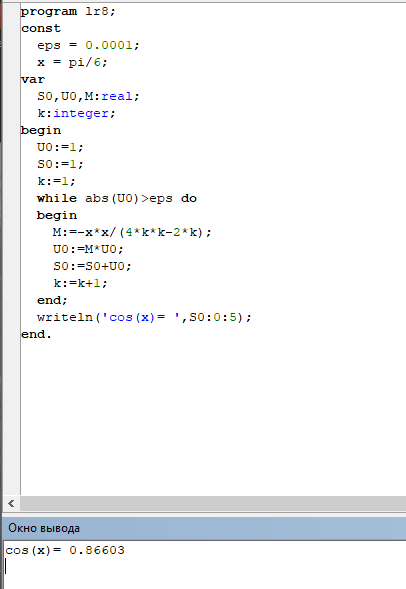 program lr8;
const
  eps = 0.0001;
  x = pi/6;
var
  S0,U0,M:real;
  k:integer;
begin
  U0:=1;
  S0:=1;
  k:=1;
  while abs(U0)>eps do
  begin
    M:=-x*x/(4*k*k-2*k);
    U0:=M*U0;
    S0:=S0+U0;
    k:=k+1;
  end;
  writeln('cos(x)= ',S0:0:5);
end.
Окно вывода
cos(x)= 0.86603